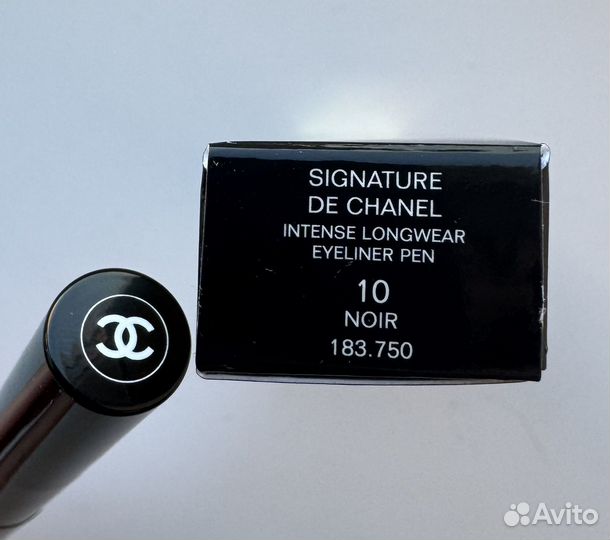 SIGNATURE
DE CHANEL
INTENSE LONGWEAR
EYELINER PEN
10
NOIR
183.750
Avito